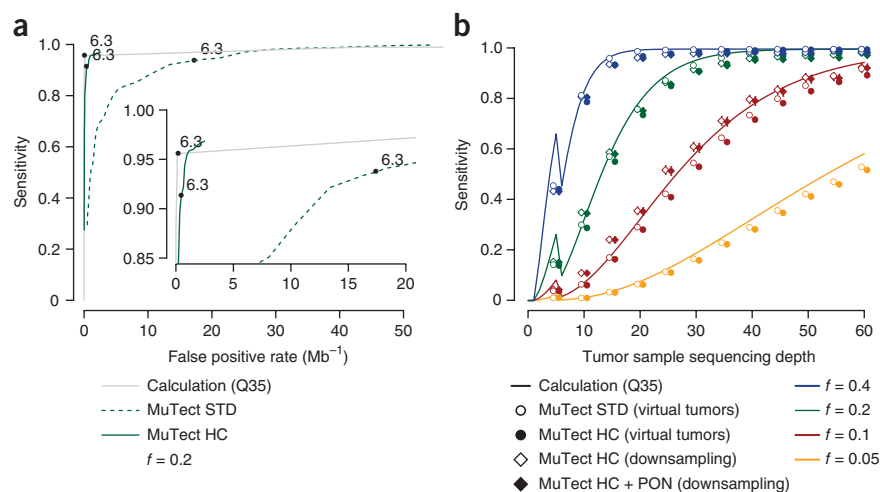 a
Sensitivity
1.0
0.8
0.6
0.4
0.2
0
6.3
6.3
6.3
1.00
0.95
0.90
0.85
6.3
6.3
6.3
0
5
10
15
20
0
10
20
30
40
50
False positive rate (Mb⁻¹)
Calculation (Q35)
MuTect STD
MuTect HC
f = 0.2
b
Sensitivity
1.0
0.8
0.6
0.4
0.2
0
0
10
20
30
40
50
60
Tumor sample sequencing depth
Calculation (Q35)
MuTect STD (virtual tumors)
MuTect HC (virtual tumors)
MuTect HC (downsampling)
MuTect HC + PON (downsampling)
f = 0.4
f = 0.2
f = 0.1
f = 0.05